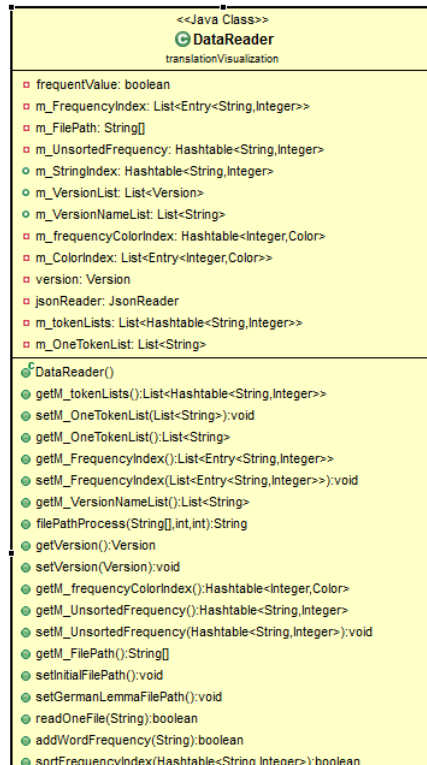 <<Java Class>>
DataReader
translationVisualization
frequentValue: boolean
m_FrequencyIndex: List<Entry<String,Integer>>
m_FilePath: String[]
m_UnsortedFrequency: Hashtable<String,Integer>
m_StringIndex: Hashtable<String,Integer>
m_VersionList: List<Version>
m_VersionNameList: List<String>
m_frequencyColorIndex: Hashtable<Integer,Color>
m_ColorIndex: List<Entry<Integer,Color>>
version: Version
jsonReader: JsonReader
m_tokenLists: List<Hashtable<String,Integer>>
m_OneTokenList: List<String>
DataReader()
getM_tokenLists():List<Hashtable<String,Integer>>
setM_OneTokenList(List<String>):void
getM_OneTokenList():List<String>
getM_FrequencyIndex():List<Entry<String,Integer>>
setM_FrequencyIndex(List<Entry<String,Integer>>):void
getM_VersionNameList():List<String>
filePathProcess(String[],int,int):String
getVersion():Version
setVersion(Version):void
getM_frequencyColorIndex():Hashtable<Integer,Color>
getM_UnsortedFrequency():Hashtable<String,Integer>
setM_UnsortedFrequency(Hashtable<String,Integer>):void
getM_FilePath():String[]
setInitialFilePath():void
setGermanLemmaFilePath():void
readOneFile(String):boolean
addWordFrequency(String):boolean
sortFrequencyIndex(Hashtable<String,Integer>):boolean